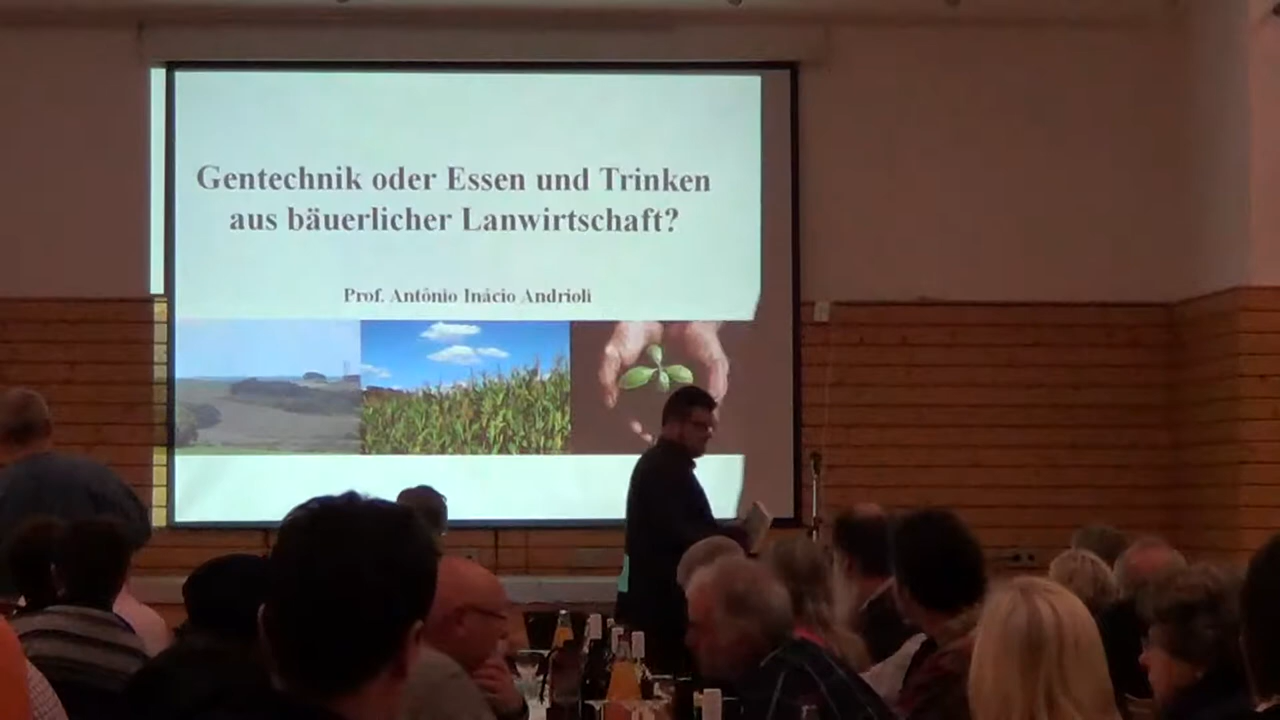 Gentechnik oder Essen und Trinken
aus bäuerlicher Lanwirtschaft?
Prof. Antônio Inácio Andrioli